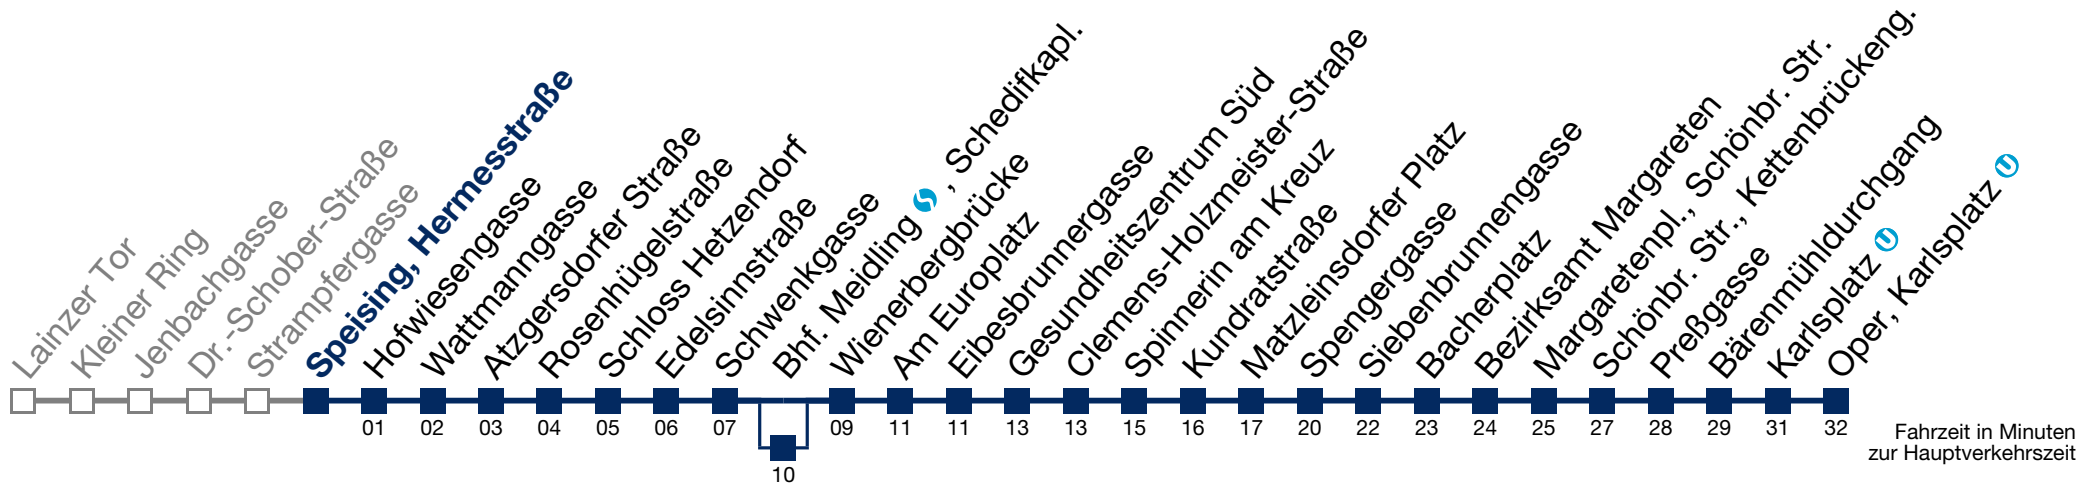 Lainzer Tor
Kleiner Ring
Jenbachgasse
Dr.-Schober-Straße
Strampfergasse
Speising, Hermesstraße
Hofwiesengasse
Wattmanngasse
Atzgersdorfer Straße
Rosenhügelstraße
Schloss Hetzendorf
Edelsinnstraße
Schwenkgasse
Bhf. Meidling S, Schedifkapl.
Wienerbergbrücke
Am Europlatz
Eibesbrunnergasse
Gesundheitszentrum Süd
Clemens-Holzmeister-Straße
Spinnerin am Kreuz
Kundratstraße
Matzleinsdorfer Platz
Spengergasse
Siebenbrunnengasse
Bacherplatz
Bezirksamt Margareten
Margaretenpl., Schönbr. Str.
Schönbr. Str., Kettenbrückeng.
Preßgasse
Bärenmühldurchgang
Karlsplatz U
Oper, Karlsplatz U
01 02 03 04 05 06 07 09 11 11 13 13 15 16 17 20 22 23 24 25 27 28 29 31 32
10
Fahrzeit in Minuten
zur Hauptverkehrszeit